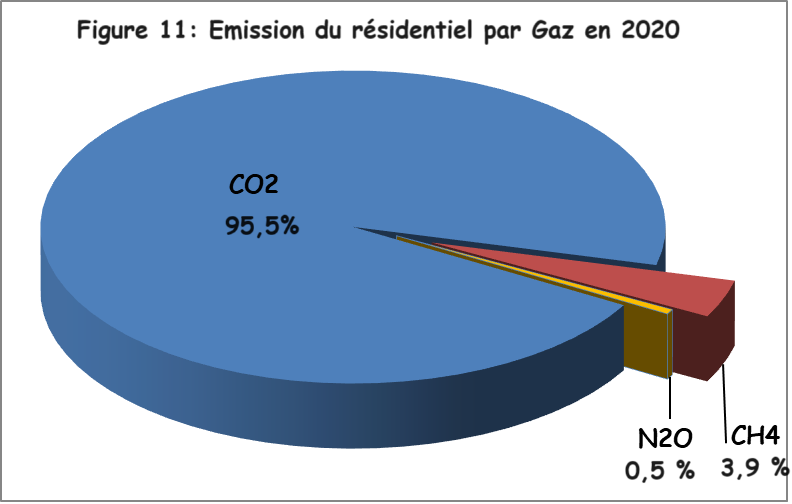 Figure 11: Emission du résidentiel par Gaz en 2020
CO2
95,5%
N2O
0,5 %
CH4
3,9 %